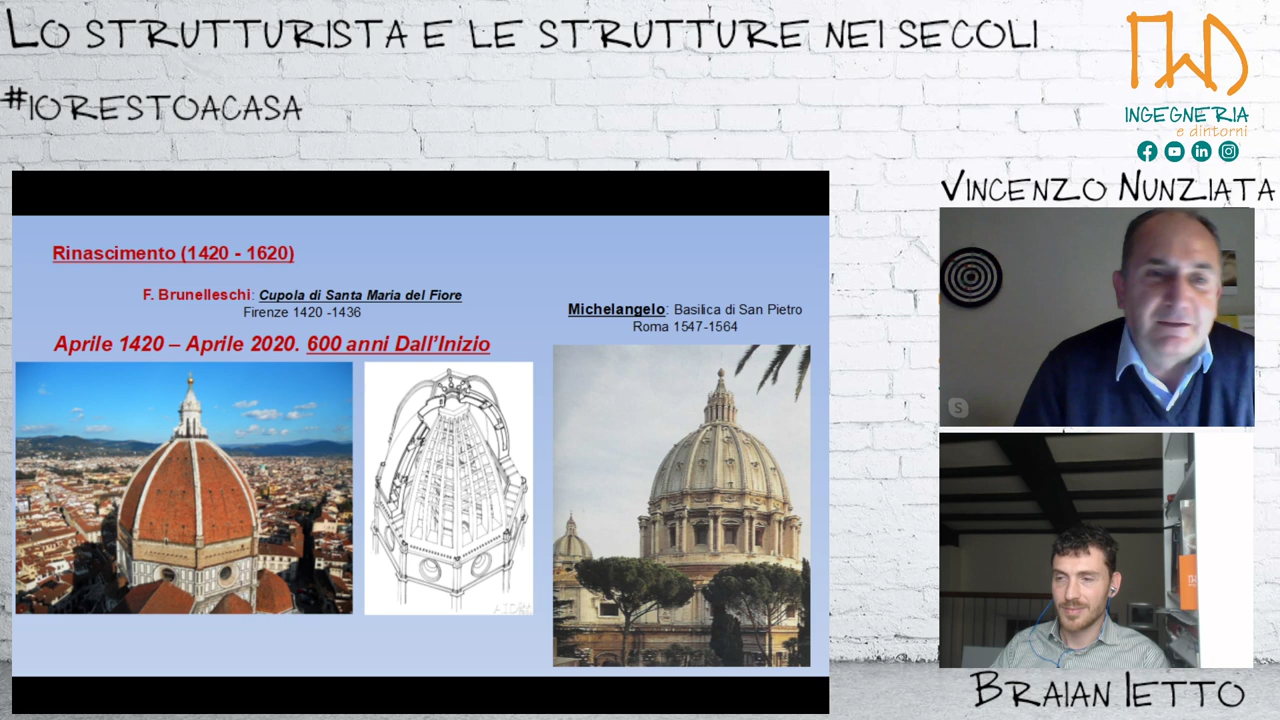 LO STRUTTURISTA E LE STRUTTURE NEI SECOLI
#IORESTOACASA
INGEGNERIA
e dintorni
VINCENZO NUNZIATA
Rinascimento (1420 - 1620)
F. Brunelleschi: Cupola di Santa Maria del Fiore
Firenze 1420 -1436
Aprile 1420 – Aprile 2020. 600 anni Dall'Inizio
Michelangelo: Basilica di San Pietro
Roma 1547-1564
S
BRAIAN IETTO